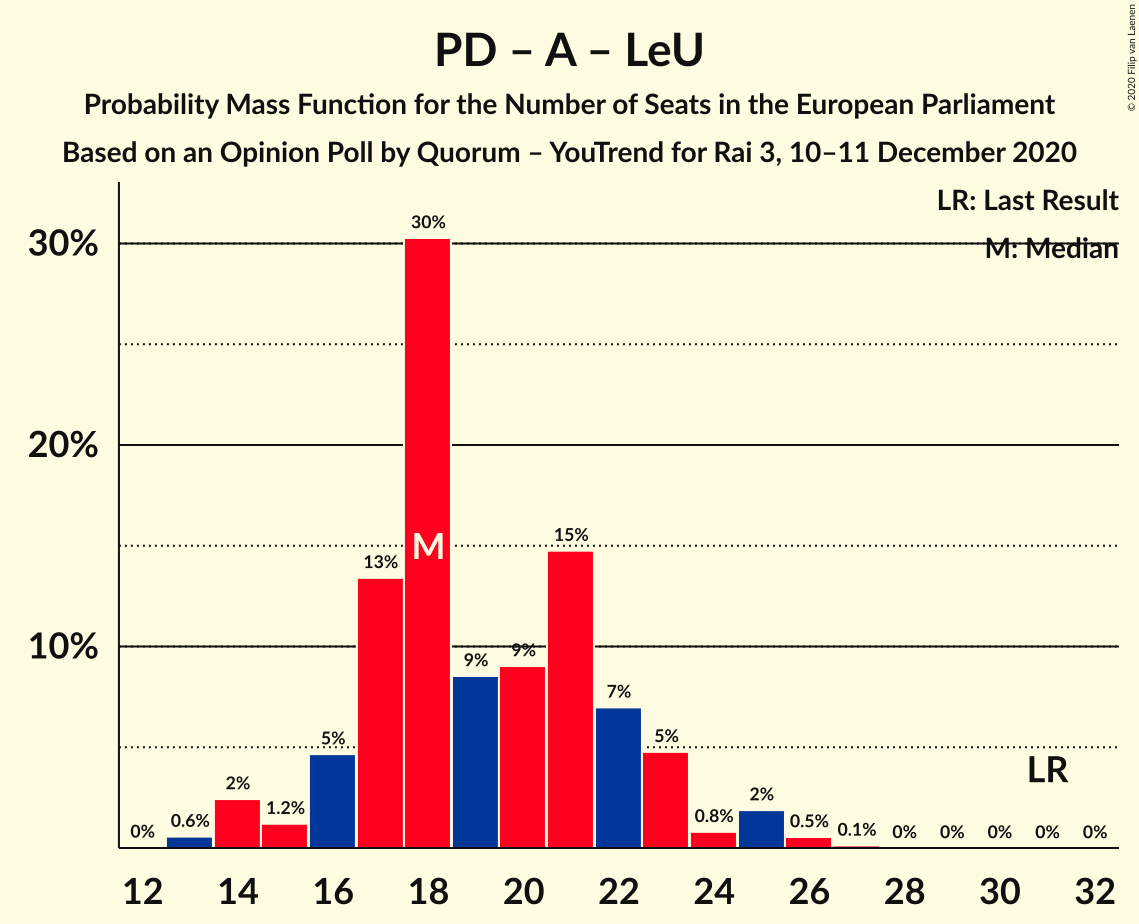 PD – A – LeU
Probability Mass Function for the Number of Seats in the European Parliament
Based on an Opinion Poll by Quorum – YouTrend for Rai 3, 10–11 December 2020
© 2020 Filip van Laenen
LR: Last Result
M: Median
30%
20%
10%
0%
0.6%
2%
1.2%
5%
13%
30%
M
9%
9%
15%
7%
5%
0.8%
2%
0.5%
0.1%
0%
0%
0%
0%
0%
LR
12 14 16 18 20 22 24 26 28 30 32